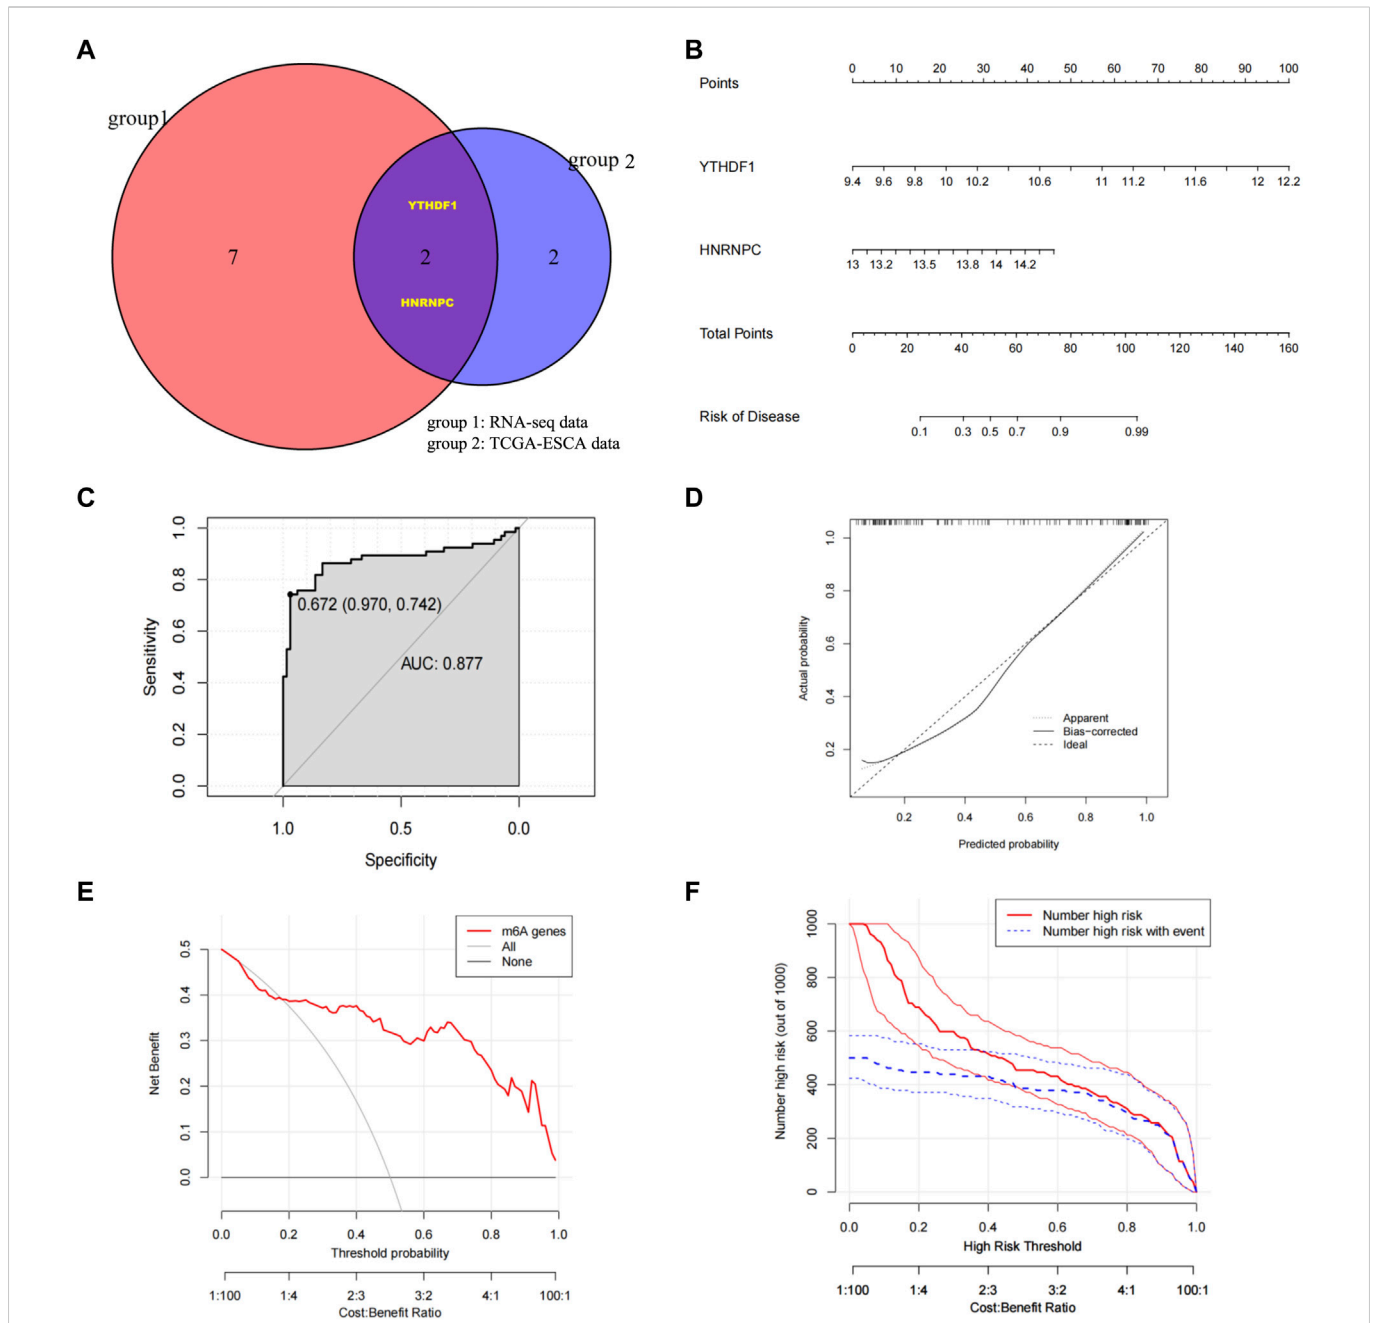 A
group1
group 2
YTHDF1
7
2
2
HNRNPC
group 1: RNA-seq data
group 2: TCGA-ESCA data
B
0 10 20 30 40 50 60 70 80 90 100
Points
YTHDF1
9.4 9.6 9.8 10 10.2 10.6 11 11.2 11.6 12 12.2
HNRNPC
13 13.2 13.5 13.8 14 14.2
Total Points
0 20 40 60 80 100 120 140 160
Risk of Disease
0.1 0.3 0.5 0.7 0.9 0.99
C
1.0
0.8
0.6
0.4
0.2
0.0
Sensitivity
0.672 (0.970, 0.742)
AUC: 0.877
1.0 0.5 0.0
Specificity
D
1.0
0.8
0.6
0.4
0.2
Actual probability
Apparent
Bias-corrected
Ideal
0.2 0.4 0.6 0.8 1.0
Predicted probability
E
m6A genes
All
None
0.5
0.4
0.3
0.2
0.1
0.0
Net Benefit
0.0 0.2 0.4 0.6 0.8 1.0
Threshold probability
1:100 1:4 2:3 3:2 4:1 100:1
Cost:Benefit Ratio
F
Number high risk
Number high risk with event
1000
800
600
400
200
0
Number high risk (out of 1000)
0.0 0.2 0.4 0.6 0.8 1.0
High Risk Threshold
1:100 1:4 2:3 3:2 4:1 100:1
Cost:Benefit Ratio